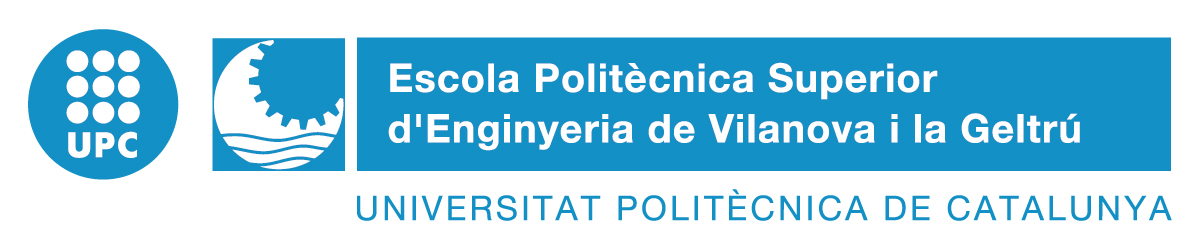 UPC
Escola Politècnica Superior
d'Enginyeria de Vilanova i la Geltrú
UNIVERSITAT POLITÈCNICA DE CATALUNYA